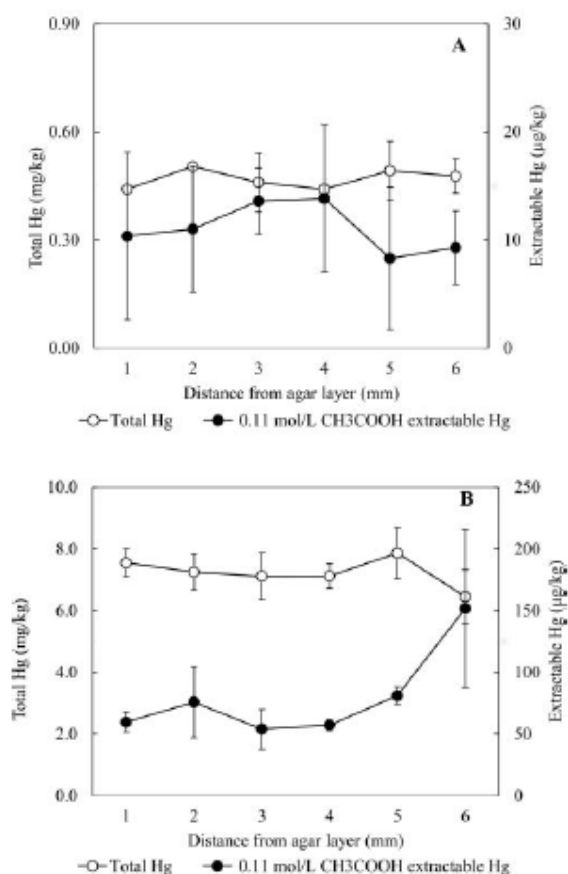 A
0.90
0.60
0.30
0.00
Total Hg (mg/kg)
30
20
10
0
Extractable Hg (μg/kg)
1 2 3 4 5 6
Distance from agar layer (mm)
Total Hg 0.11 mol/L CH3COOH extractable Hg
B
10.0
8.0
6.0
4.0
2.0
0.0
Total Hg (mg/kg)
250
200
150
100
50
0
Extractable Hg (μg/kg)
1 2 3 4 5 6
Distance from agar layer (mm)
Total Hg 0.11 mol/L CH3COOH extractable Hg